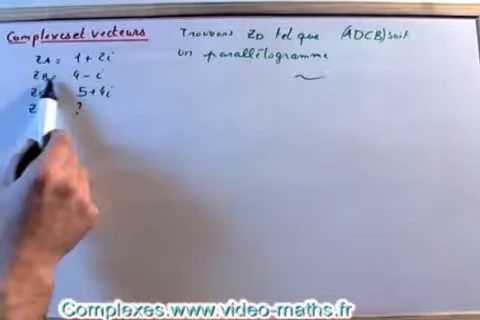 Complexes et vecteurs
zA = 1 + 2i
zB = 4 - i
z 5 + 4i
z ?
Trouvons zD tel que (ADCB) soit
un parallélogramme
Complexes.www.video-maths.fr